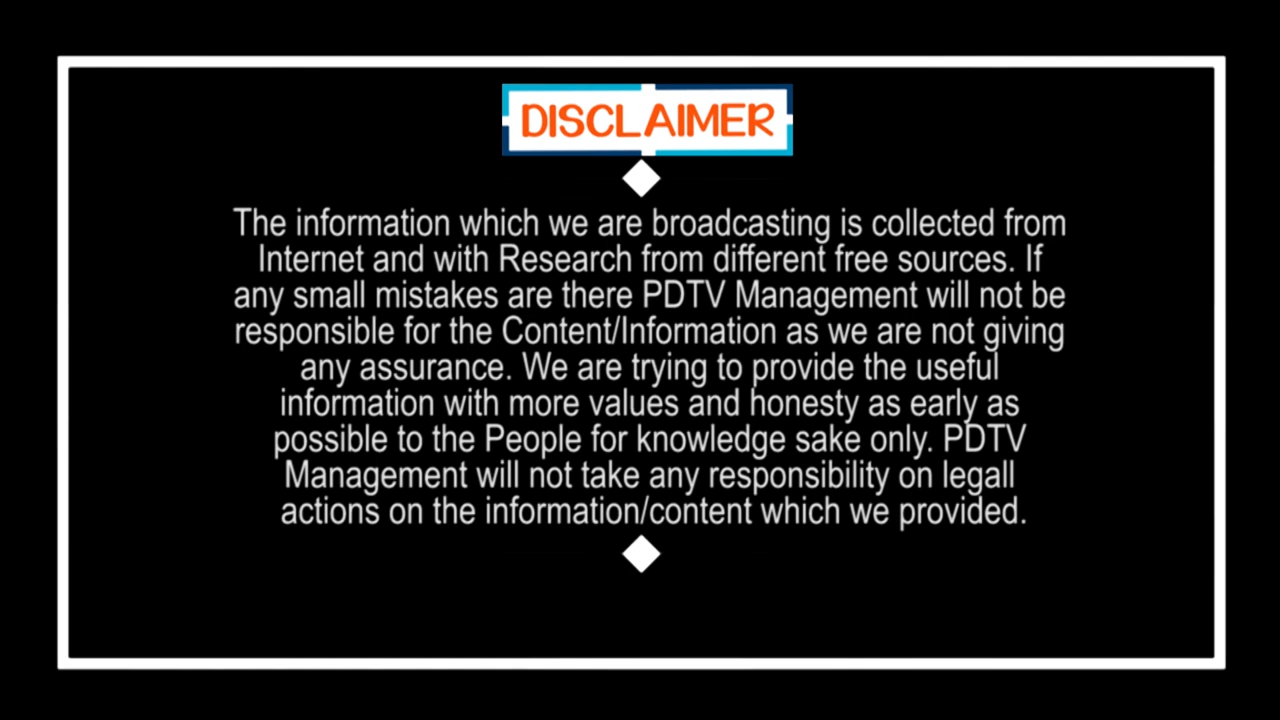 DISCLAIMER
The information which we are broadcasting is collected from
Internet and with Research from different free sources. If
any small mistakes are there PDTV Management will not be
responsible for the Content/Information as we are not giving
any assurance. We are trying to provide the useful
information with more values and honesty as early as
possible to the People for knowledge sake only. PDTV
Management will not take any responsibility on legall
actions on the information/content which we provided.